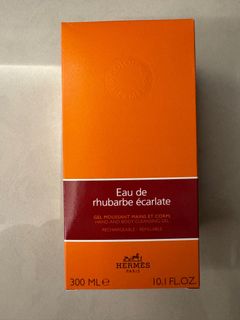 Eau de
rhubarbe écarlate
GEL MOUSSANT MAINS ET CORPS
HAND AND BODY CLEANSING GEL
RECHARGEABLE - REFILLABLE
HERMÈS
PARIS
300 ML ℮ 10.1 FL.OZ.